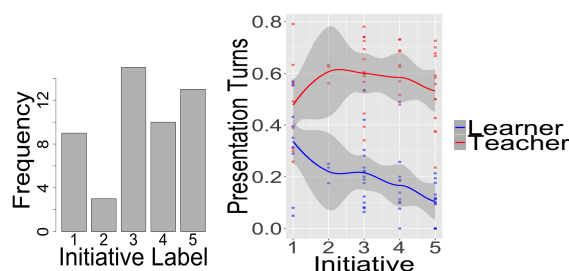 Frequency
0 4 8 12
1 2 3 4 5
Initiative Label
Presentation Turns
0.8
0.6
0.4
0.2
0.0
1 2 3 4 5
Initiative
Learner
Teacher